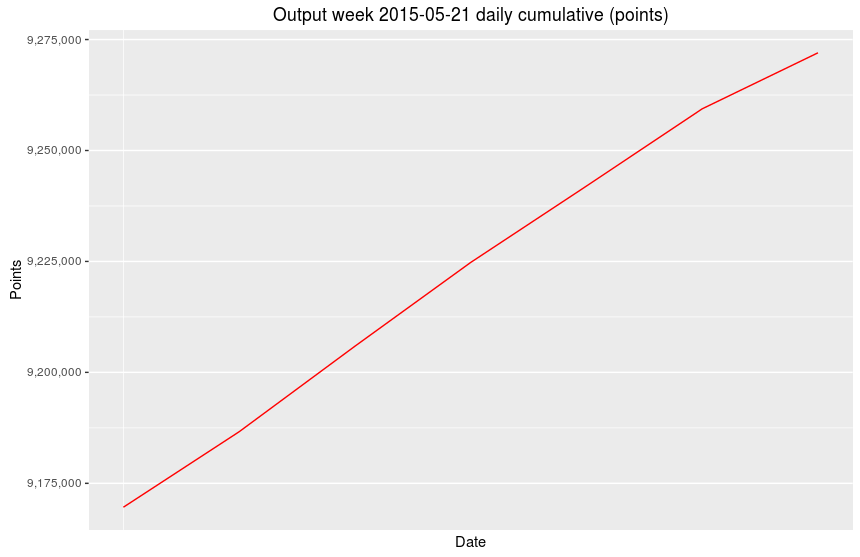 Output week 2015-05-21 daily cumulative (points)
9,275,000
9,250,000
9,225,000
Points
9,200,000
9,175,000
Date